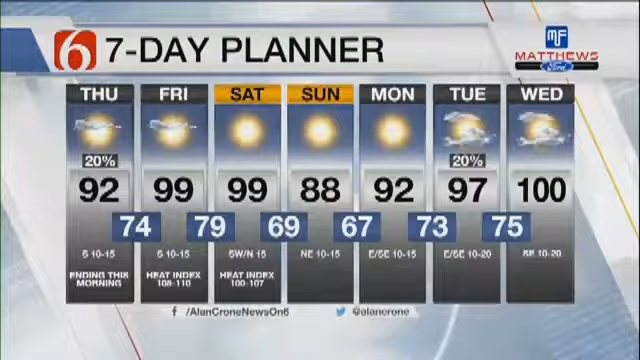 6 7-DAY PLANNER
MF
MATTHEWS
Ford
THU FRI SAT SUN MON TUE WED
20% 20%
92 99 99 88 92 97 100
74 79 69 67 73 75
S 10-15 S 10-15 SW/N 15 NE 10-15 E/SE 10-15 E/SE 10-20 SE 10-20
ENDING THIS HEAT INDEX HEAT INDEX
MORNING 106-110 100-107
/AlanCroneNewsOn6 @alancrone